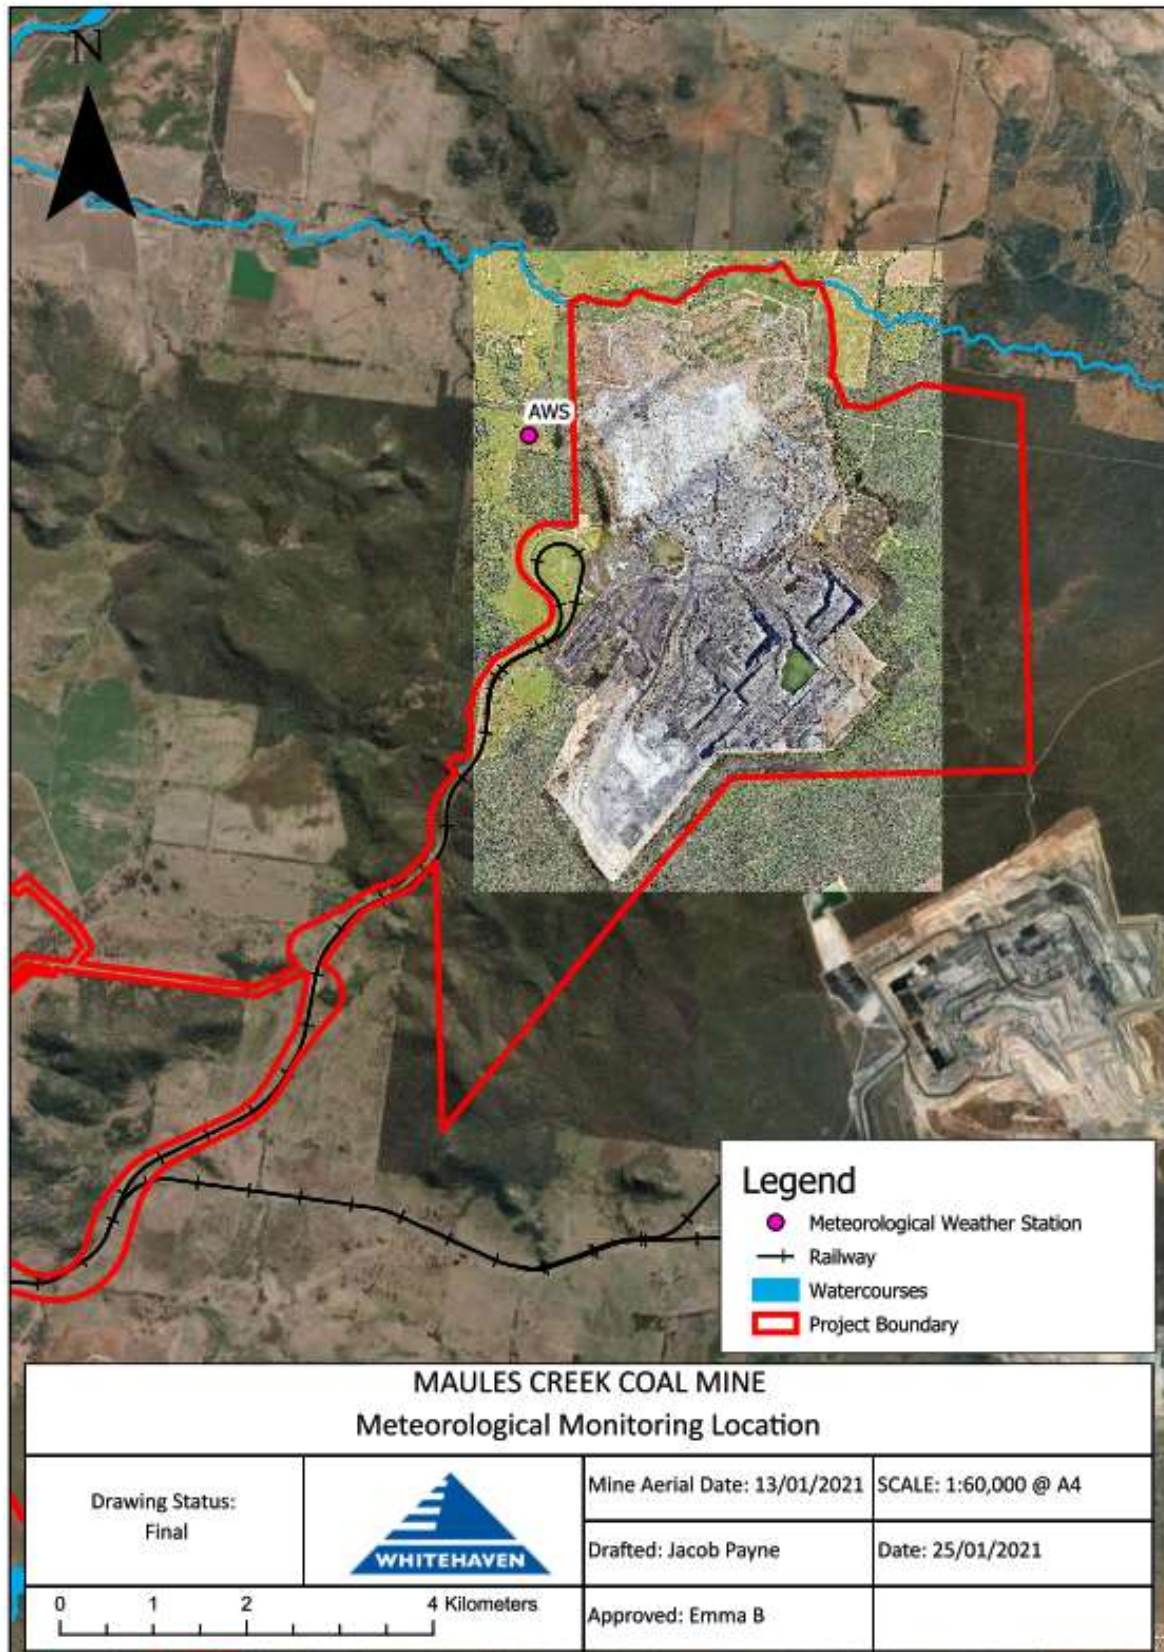 N
AWS
Legend
Meteorological Weather Station
Railway
Watercourses
Project Boundary
MAULES CREEK COAL MINE
Meteorological Monitoring Location
Drawing Status:
Final
WHITEHAVEN
Mine Aerial Date: 13/01/2021
SCALE: 1:60,000 @ A4
Drafted: Jacob Payne
Date: 25/01/2021
0 1 2 4 Kilometers
Approved: Emma B